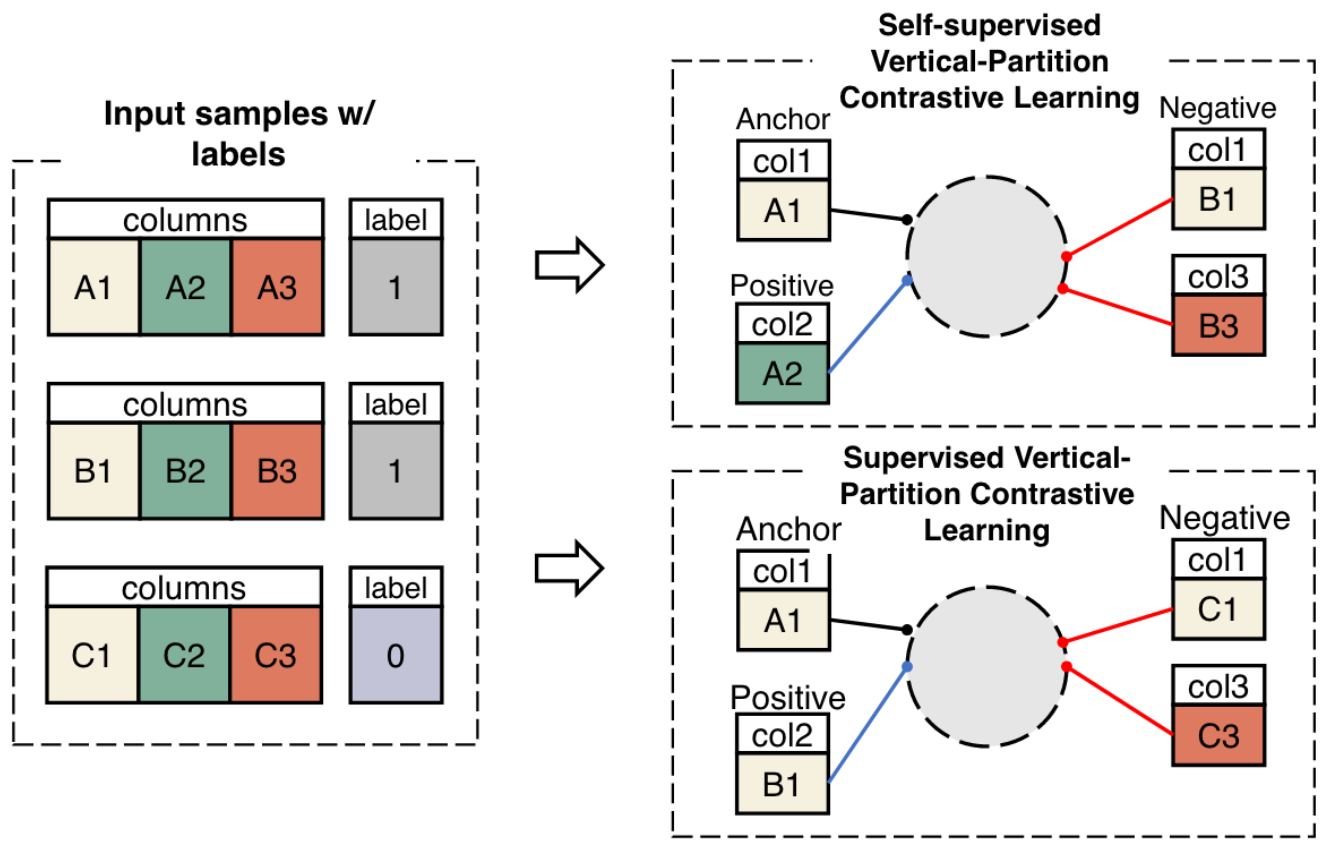 Input samples w/
labels
columns
label
A1 A2 A3
1
columns
label
B1 B2 B3
1
columns
label
C1 C2 C3
0
Self-supervised
Vertical-Partition
Contrastive Learning
Anchor
col1
A1
Positive
col2
A2
Negative
col1
B1
col3
B3
Supervised Vertical-
Partition Contrastive
Learning
Anchor
col1
A1
Positive
col2
B1
Negative
col1
C1
col3
C3